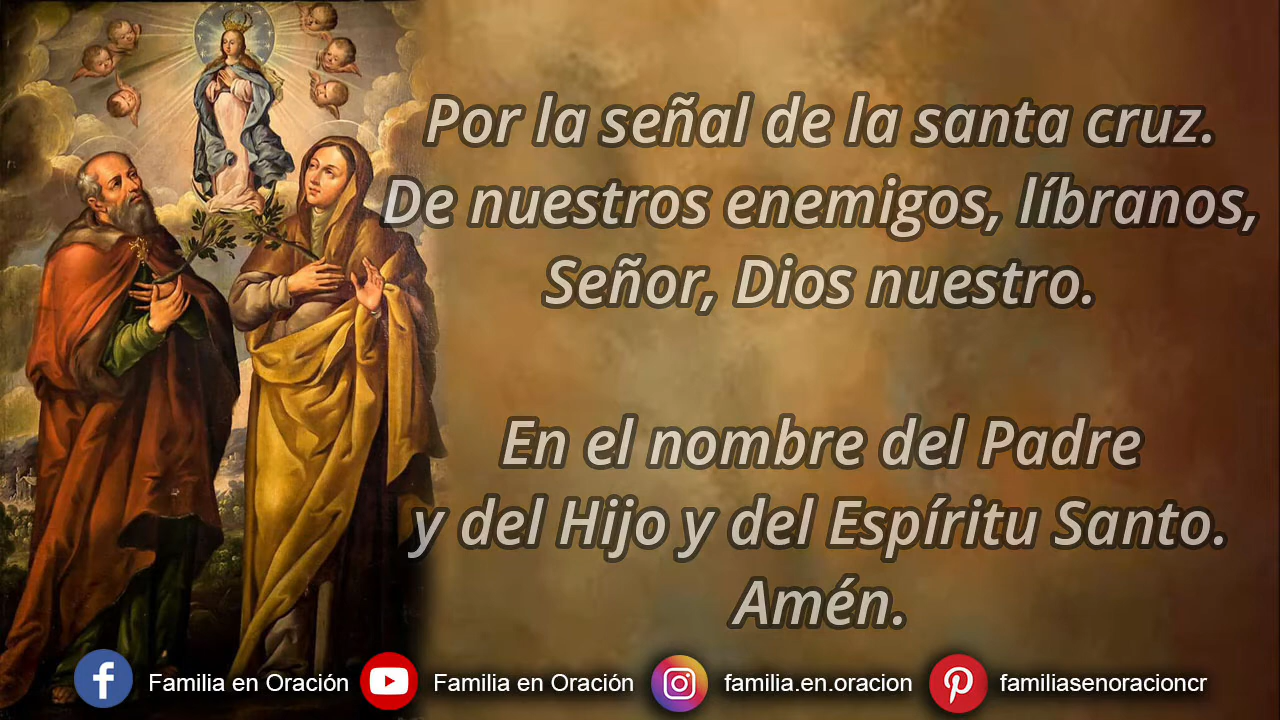 Por la señal de la santa cruz.
De nuestros enemigos, líbranos,
Señor, Dios nuestro.
En el nombre del Padre
y del Hijo y del Espíritu Santo.
Amén.
Familia en Oración
Familia en Oración
familia.en.oracion
familiasenoracioncr